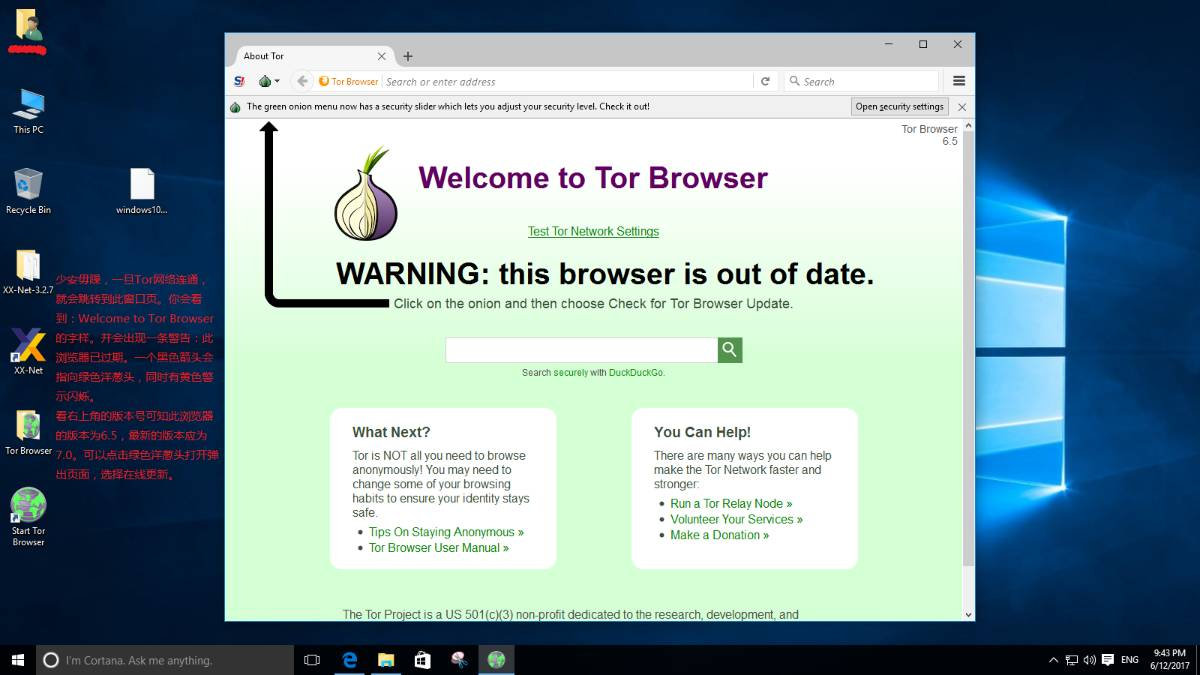 This PC
Recycle Bin
windows10...
XX-Net-3.2.7
XX-Net
Tor Browser
Start Tor
Browser
少安毋躁，一旦Tor网络连通，
就会跳转到此窗口页。你会看
到：Welcome to Tor Browser
的字样。并会出现一条警告：此
浏览器已过期。一个黑色箭头会
指向绿色洋葱头，同时有黄色警
示闪烁。
看右上角的版本号可知此浏览器
的版本为6.5，最新的版本应为
7.0。可以点击绿色洋葱头打开弹
出页面，选择在线更新。
About Tor
Tor Browser
Search or enter address
Search
The green onion menu now has a security slider which lets you adjust your security level. Check it out!
Open security settings
Tor Browser
6.5
Welcome to Tor Browser
Test Tor Network Settings
WARNING: this browser is out of date.
Click on the onion and then choose Check for Tor Browser Update.
Search securely with DuckDuckGo.
What Next?
Tor is NOT all you need to browse
anonymously! You may need to
change some of your browsing
habits to ensure your identity stays
safe.
Tips On Staying Anonymous »
Tor Browser User Manual »
You Can Help!
There are many ways you can help
make the Tor Network faster and
stronger:
Run a Tor Relay Node »
Volunteer Your Services »
Make a Donation »
The Tor Project is a US 501(c)(3) non-profit dedicated to the research, development, and
I'm Cortana. Ask me anything.
ENG
9:43 PM
6/12/2017